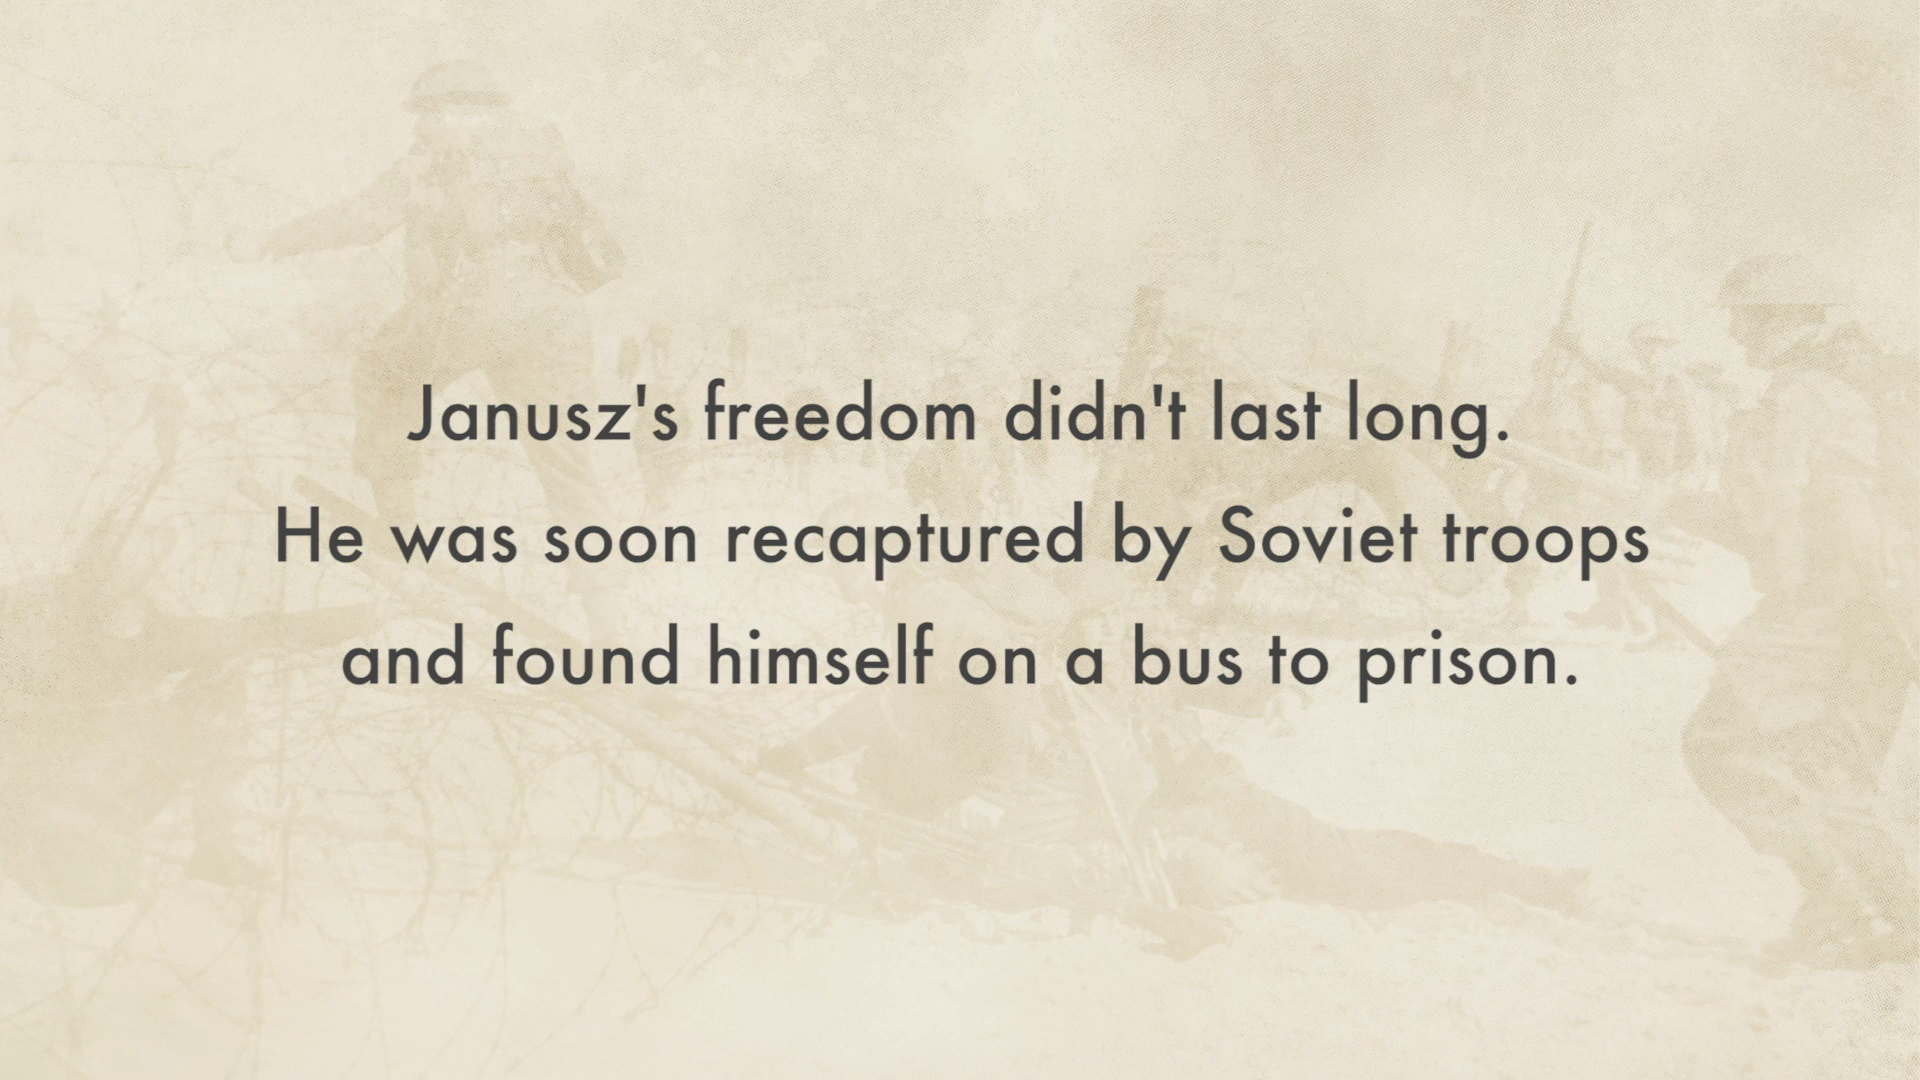 Janusz's freedom didn't last long.
He was soon recaptured by Soviet troops
and found himself on a bus to prison.